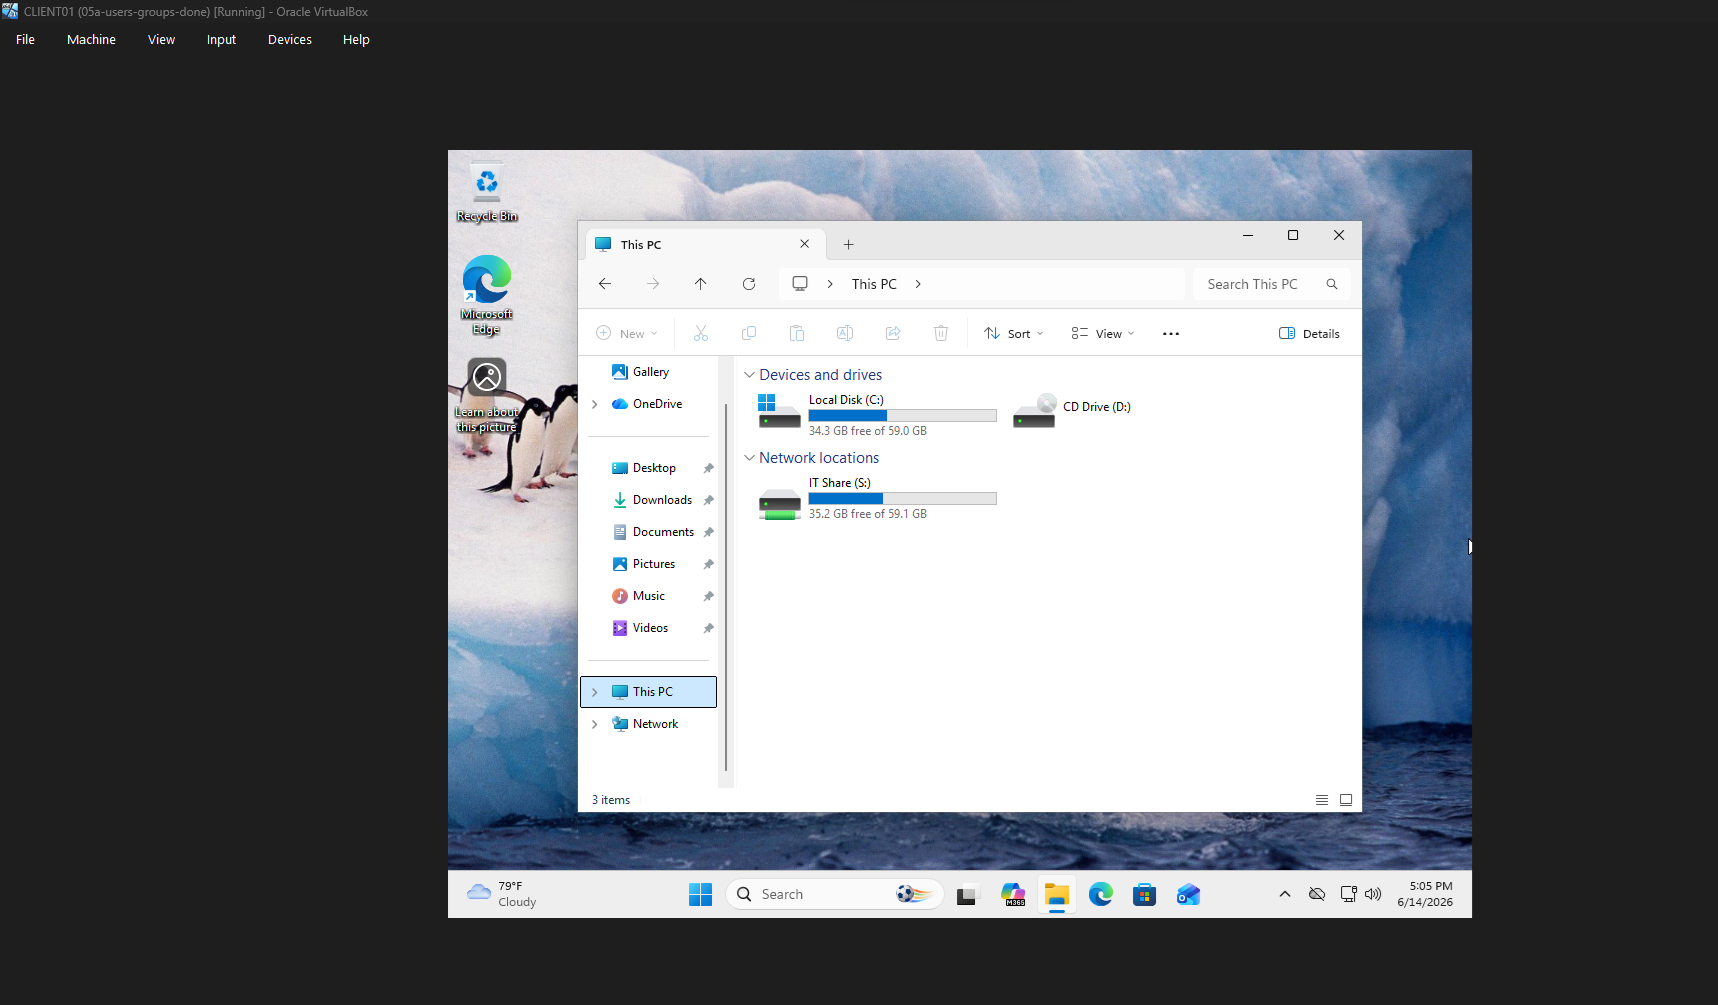 CLIENT01 (05a-users-groups-done) [Running] - Oracle VirtualBox
File Machine View Input Devices Help
Recycle Bin
Microsoft
Edge
Learn about
this picture
This PC
This PC
Search This PC
New
Sort
View
Details
Gallery
OneDrive
Desktop
Downloads
Documents
Pictures
Music
Videos
This PC
Network
Devices and drives
Local Disk (C:)
34.3 GB free of 59.0 GB
CD Drive (D:)
Network locations
IT Share (S:)
35.2 GB free of 59.1 GB
3 items
79°F
Cloudy
Search
M365
5:05 PM
6/14/2026